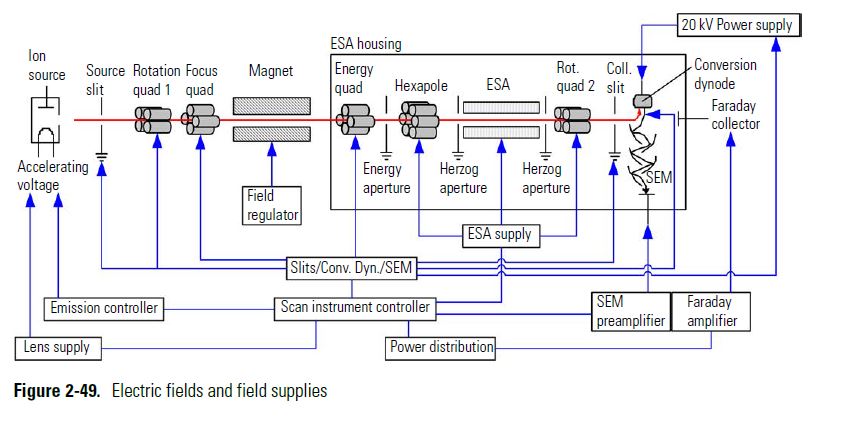 20 kV Power supply
ESA housing
Ion
source
Source
slit
Rotation
quad 1
Focus
quad
Magnet
Energy
quad
Hexapole
ESA
Rot.
quad 2
Coll.
slit
Conversion
dynode
Faraday
collector
Accelerating
voltage
Energy
aperture
Herzog
aperture
Herzog
aperture
SEM
Field
regulator
ESA supply
Slits/Conv. Dyn./SEM
Emission controller
Scan instrument controller
SEM
preamplifier
Faraday
amplifier
Lens supply
Power distribution
Figure 2-49. Electric fields and field supplies